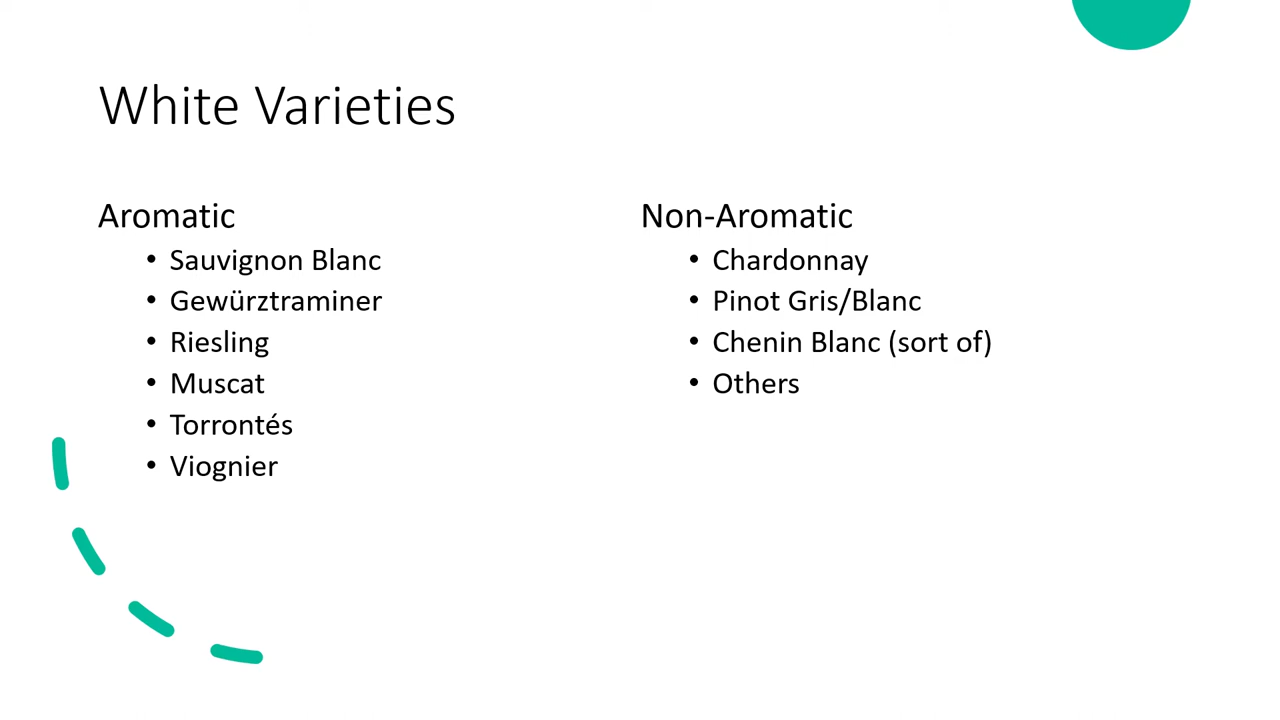 White Varieties
Aromatic
• Sauvignon Blanc
• Gewürztraminer
• Riesling
• Muscat
• Torrontés
• Viognier
Non-Aromatic
• Chardonnay
• Pinot Gris/Blanc
• Chenin Blanc (sort of)
• Others